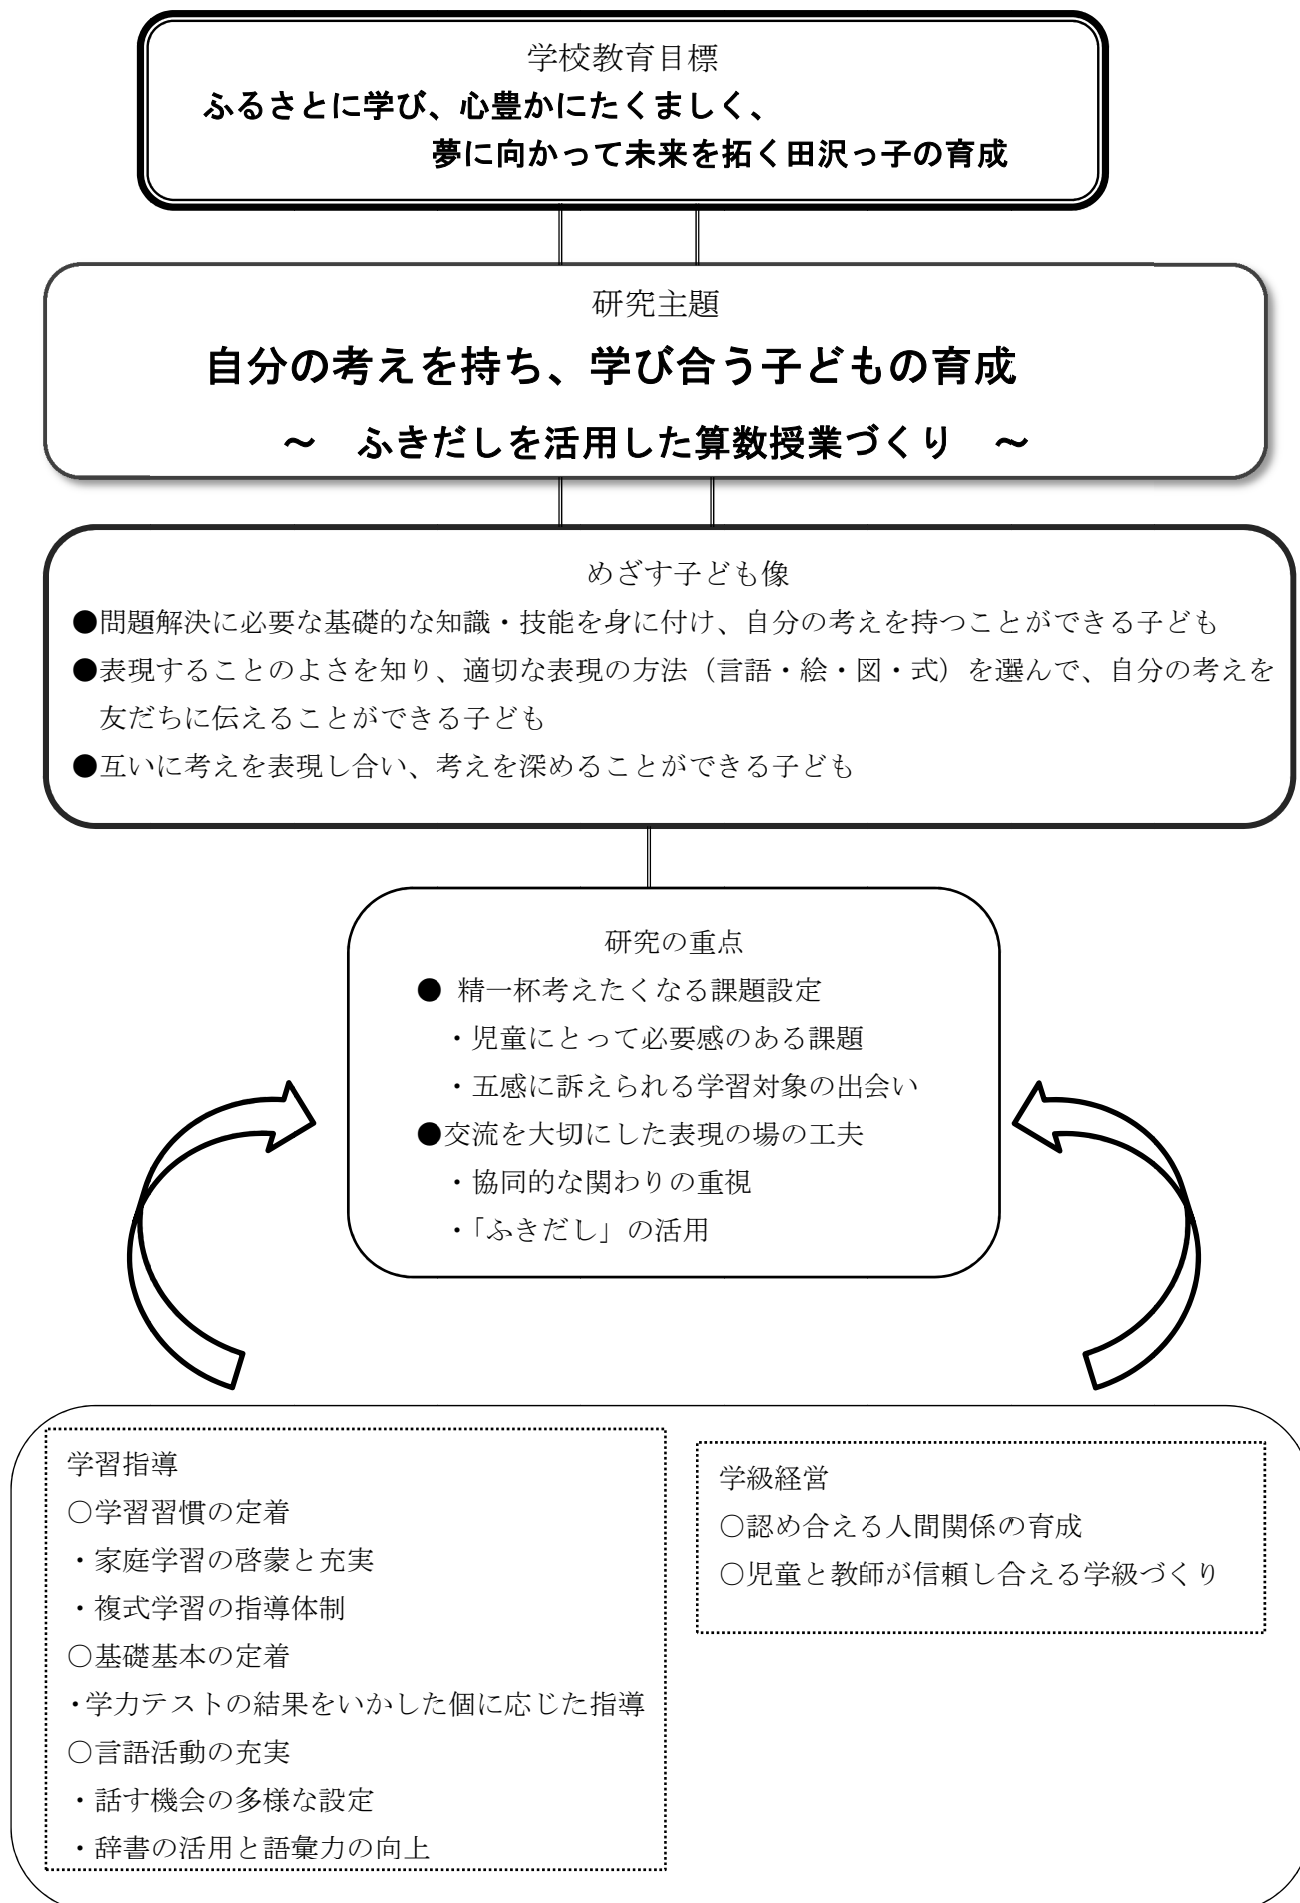 学校教育目標
ふるさとに学び、心豊かにたくましく、
夢に向かって未来を拓く田沢っ子の育成
研究主題
自分の考えを持ち、学び合う子どもの育成
～　ふきだしを活用した算数授業づくり　～
めざす子ども像
●問題解決に必要な基礎的な知識・技能を身に付け、自分の考えを持つことができる子ども
●表現することのよさを知り、適切な表現の方法（言語・絵・図・式）を選んで、自分の考えを
友だちに伝えることができる子ども
●互いに考えを表現し合い、考えを深めることができる子ども
研究の重点
● 精一杯考えたくなる課題設定
・児童にとって必要感のある課題
・五感に訴えられる学習対象の出会い
●交流を大切にした表現の場の工夫
・協同的な関わりの重視
・「ふきだし」の活用
学習指導
○学習習慣の定着
・家庭学習の啓蒙と充実
・複式学習の指導体制
○基礎基本の定着
・学力テストの結果をいかした個に応じた指導
○言語活動の充実
・話す機会の多様な設定
・辞書の活用と語彙力の向上
学級経営
○認め合える人間関係の育成
○児童と教師が信頼し合える学級づくり